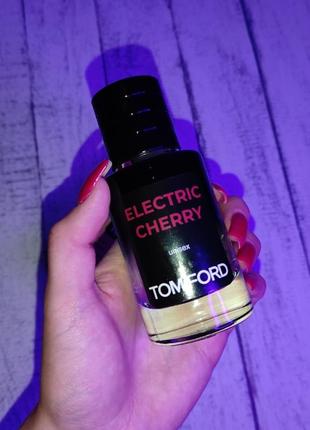 ELECTRIC
CHERRY
unisex
TOM FORD